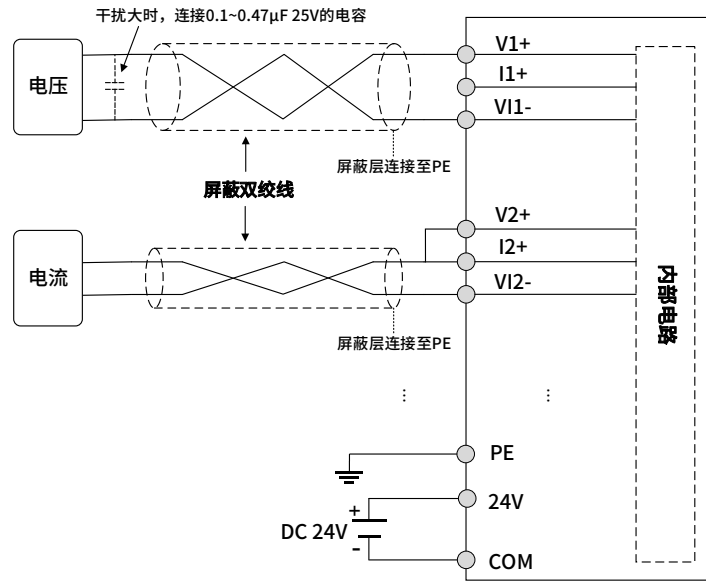 干扰大时，连接0.1~0.47μF 25V的电容
电压
V1+
I1+
VI1-
屏蔽层连接至PE
屏蔽双绞线
V2+
电流
I2+
VI2-
内部电路
屏蔽层连接至PE
...
...
PE
24V
+
DC 24V
-
COM